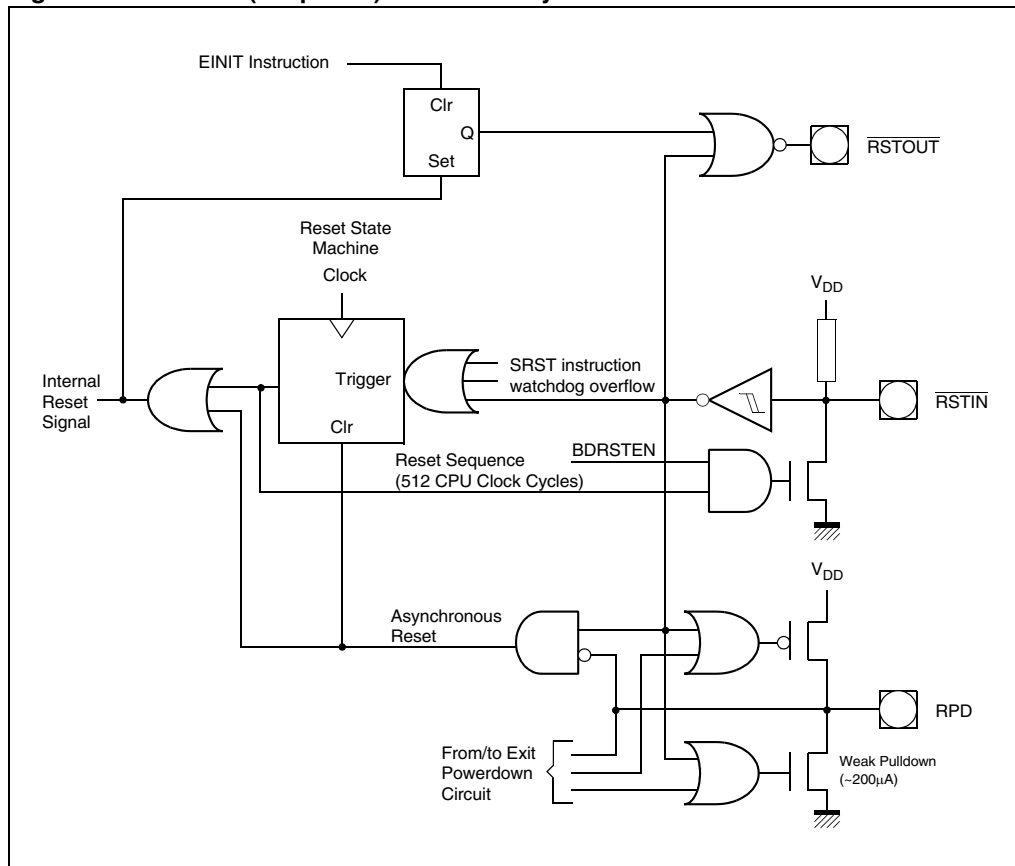 EINIT Instruction
Clr
Q
Set
RSTOUT
Reset State
Machine
Clock
VDD
Internal
Reset
Signal
Trigger
SRST instruction
watchdog overflow
RSTIN
Clr
BDRSTEN
Reset Sequence
(512 CPU Clock Cycles)
VDD
Asynchronous
Reset
RPD
From/to Exit
Powerdown
Circuit
Weak Pulldown
(~200µA)